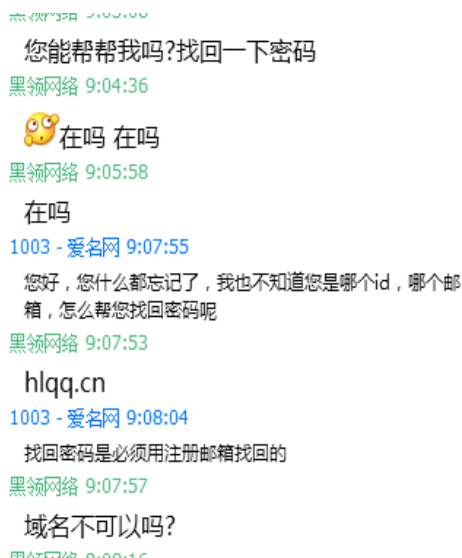 您能帮帮我吗?找回一下密码
黑领网络 9:04:36
在吗 在吗
黑领网络 9:05:58
在吗
1003 - 爱名网 9:07:55
您好，您什么都忘记了，我也不知道您是哪个id，哪个邮
箱，怎么帮您找回密码呢
黑领网络 9:07:53
hlqq.cn
1003 - 爱名网 9:08:04
找回密码是必须用注册邮箱找回的
黑领网络 9:07:57
域名不可以吗?